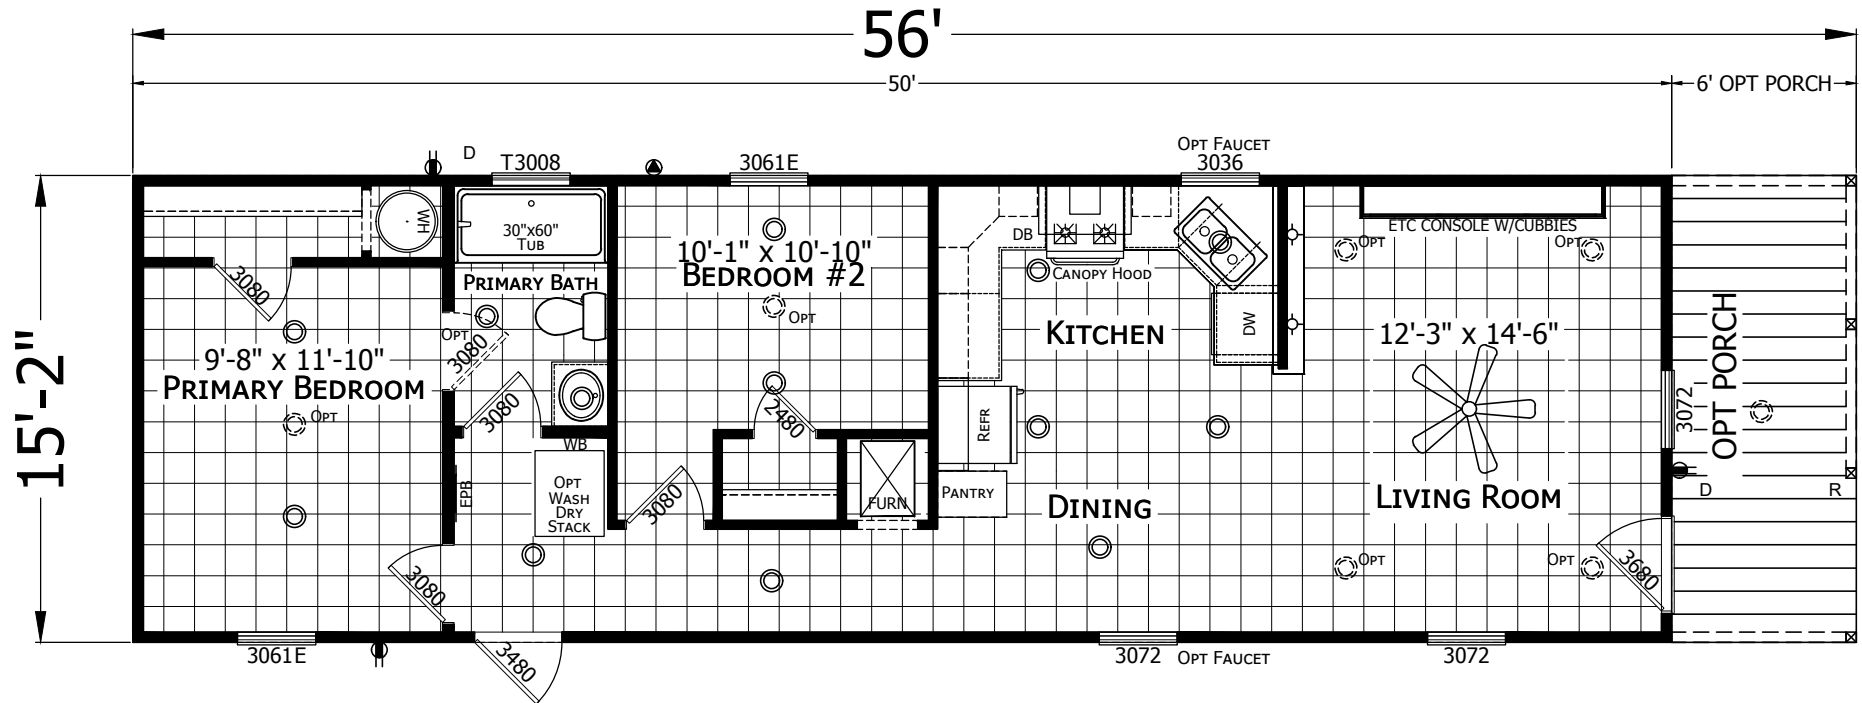 56'
50'
6' OPT PORCH
15'-2"
D
T3008
3061E
OPT FAUCET
3036
WH
30"x60"
TUB
10'-1" x 10'-10"
BEDROOM #2
DB
CANOPY HOOD
ETC CONSOLE W/CUBBIES
OPT
OPT
3080
PRIMARY BATH
OPT
3080
OPT
KITCHEN
DW
12'-3" x 14'-6"
OPT PORCH
9'-8" x 11'-10"
PRIMARY BEDROOM
OPT
3080
2480
REFR
3072
WB
EPB
OPT
WASH
DRY
STACK
3080
FURN
PANTRY
DINING
LIVING ROOM
D
R
3080
OPT
OPT
3680
3061E
3480
3072
OPT FAUCET
3072